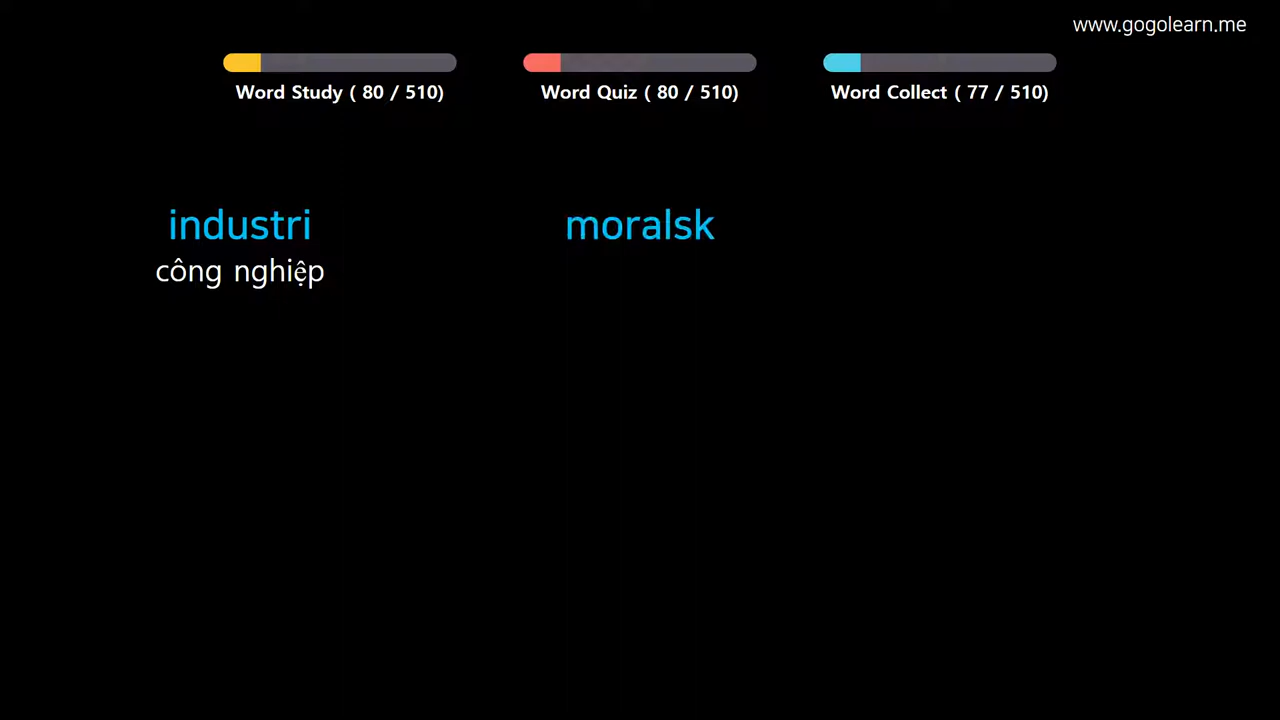 www.gogolearn.me
Word Study ( 80 / 510)
Word Quiz ( 80 / 510)
Word Collect ( 77 / 510)
industri
moralsk
công nghiệp